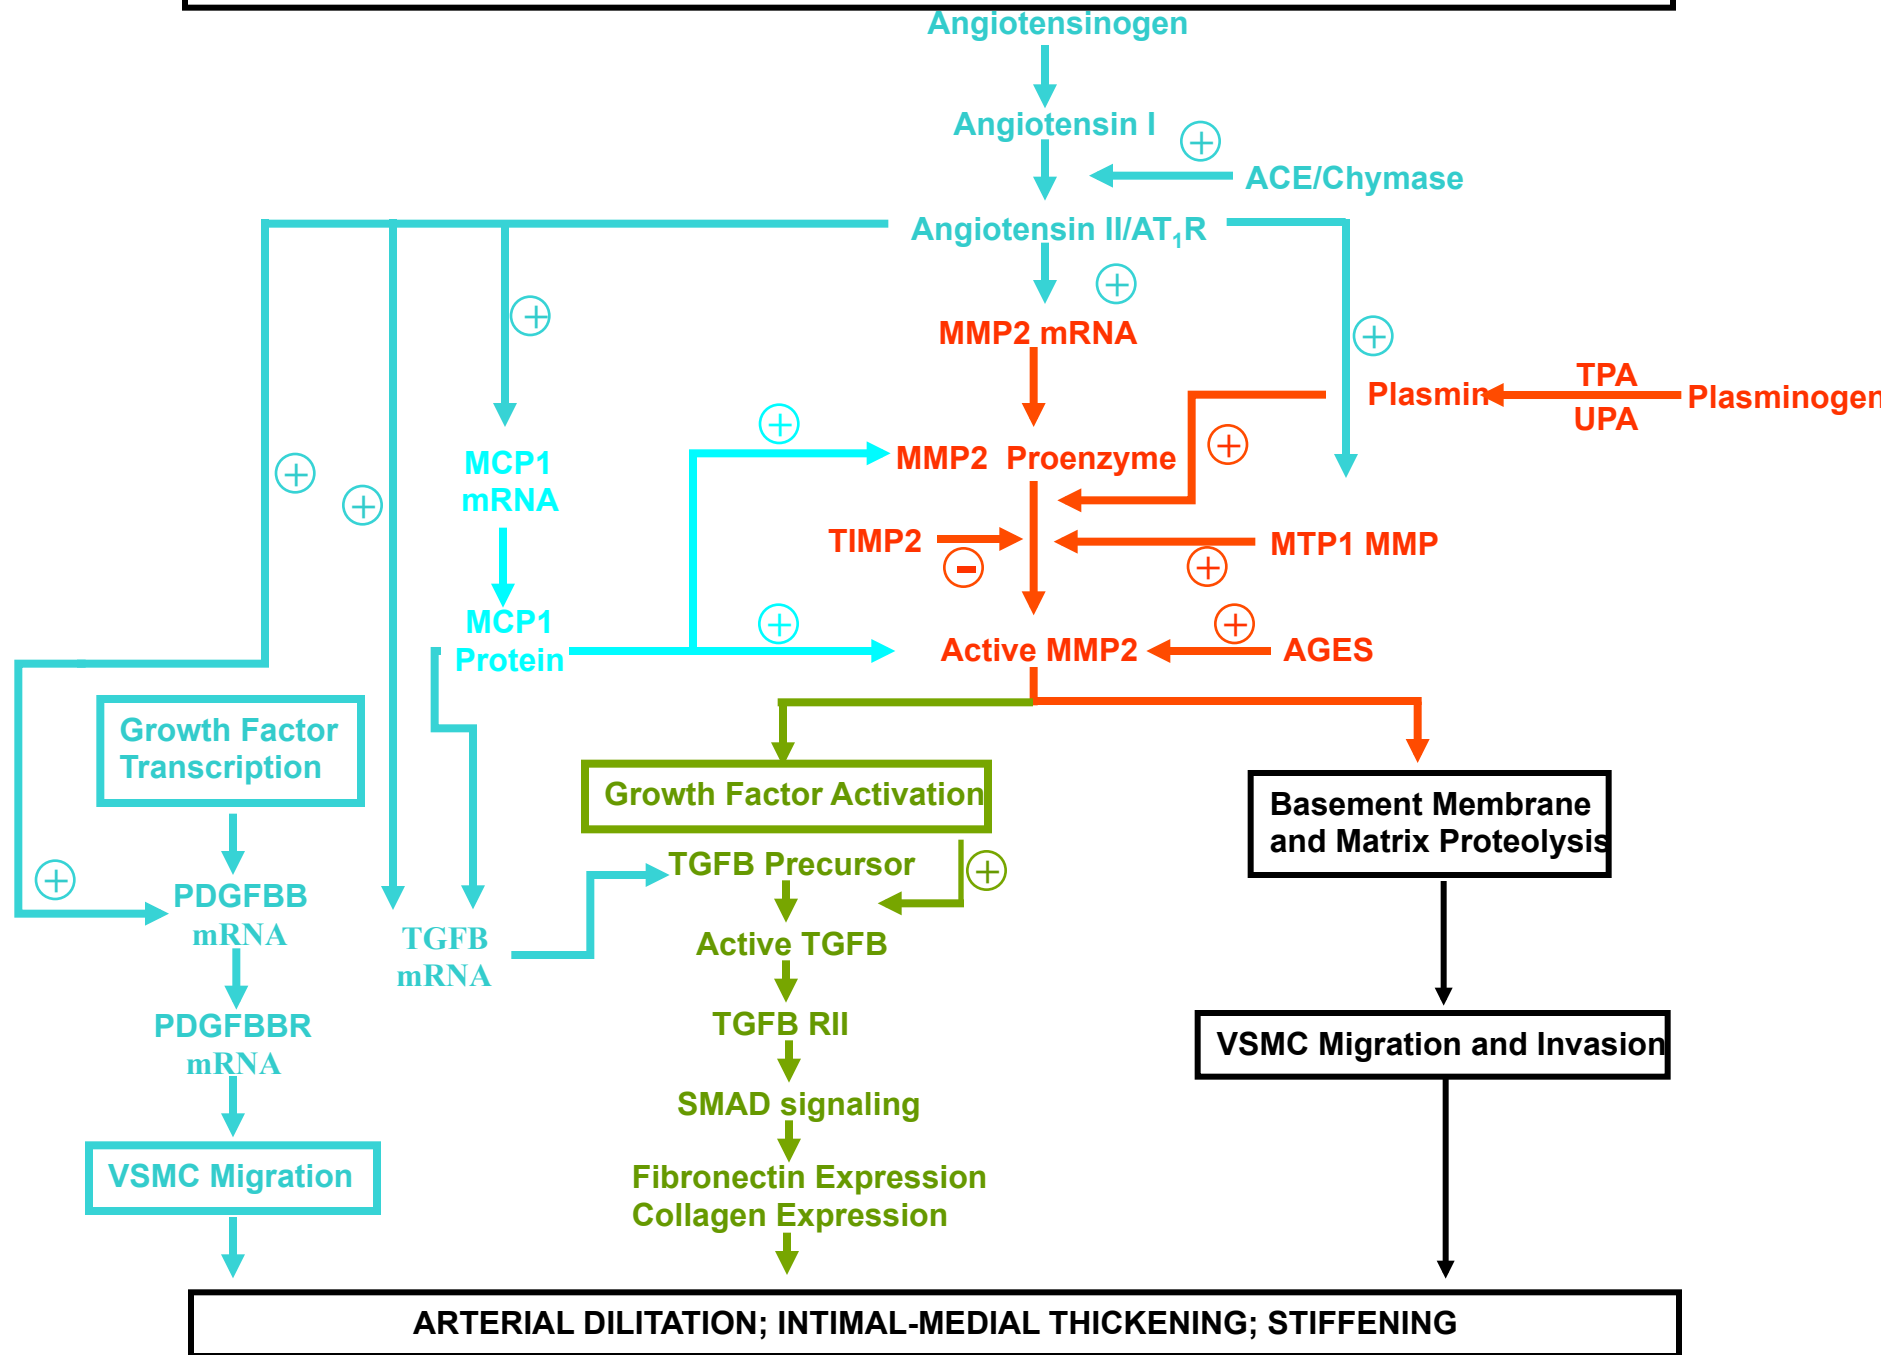 Angiotensinogen
Angiotensin I
+
ACE/Chymase
Angiotensin II/AT1R
+
+
+
MMP2 mRNA
TPA
Plasmin
Plasminogen
UPA
+
+
MCP1
mRNA
MMP2 Proenzyme
+
+
+
TIMP2
-
MTP1 MMP
+
MCP1
Protein
+
Active MMP2
+
AGES
Growth Factor
Transcription
Growth Factor Activation
Basement Membrane
and Matrix Proteolysis
+
PDGFBB
mRNA
TGFB
mRNA
TGFB Precursor
+
Active TGFB
PDGFBBR
mRNA
TGFB RII
VSMC Migration and Invasion
SMAD signaling
VSMC Migration
Fibronectin Expression
Collagen Expression
ARTERIAL DILITATION; INTIMAL-MEDIAL THICKENING; STIFFENING